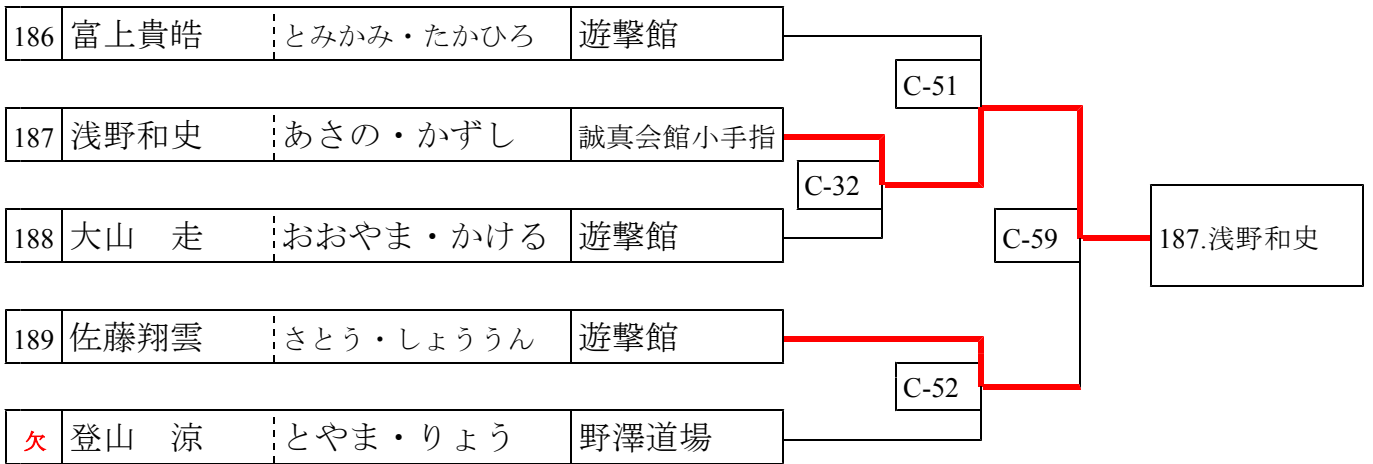 186 富上貴皓 とみかみ・たかひろ 遊撃館
C-51
187 浅野和史 あさの・かずし 誠真会館小手指
C-32
188 大山　走 おおやま・かける 遊撃館
C-59
187.浅野和史
189 佐藤翔雲 さとう・しょううん 遊撃館
C-52
欠 登山　涼 とやま・りょう 野澤道場